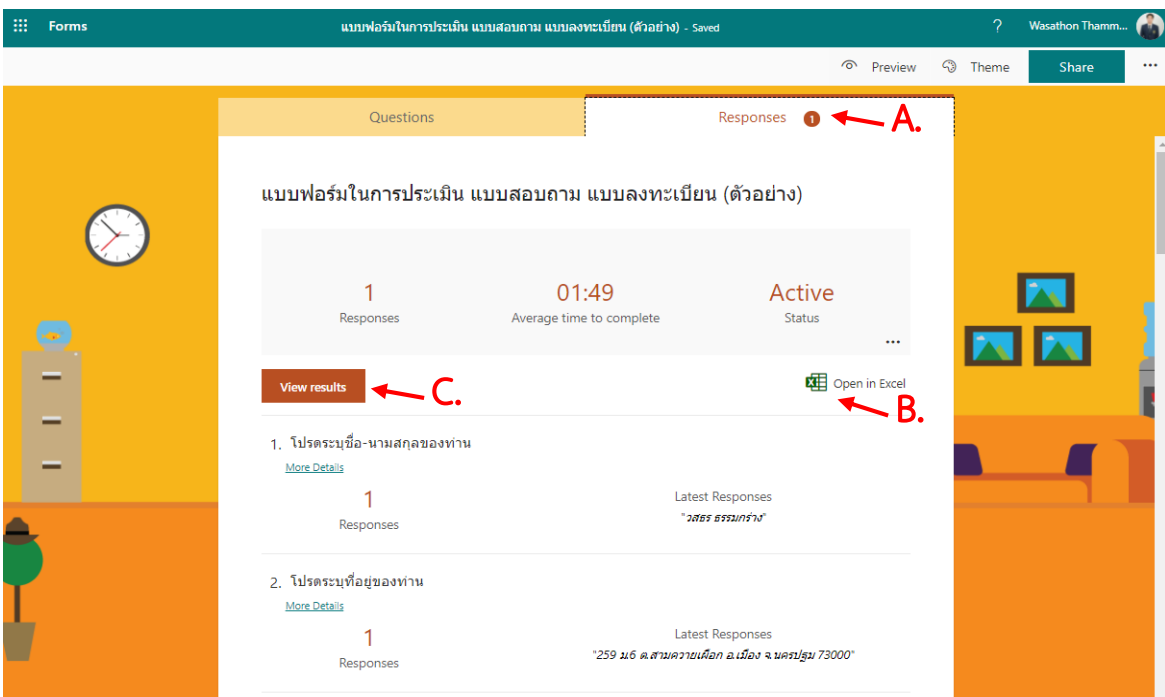 Forms แบบฟอร์มในการประเมิน แบบสอบถาม แบบลงทะเบียน (ตัวอย่าง) - Saved ? Wasathon Thamm...
Preview Theme Share ...
Questions Responses 1 A.
แบบฟอร์มในการประเมิน แบบสอบถาม แบบลงทะเบียน (ตัวอย่าง)
1 01:49 Active
Responses Average time to complete Status
...
View results C. Open in Excel B.
1. โปรดระบุชื่อ-นามสกุลของท่าน
More Details
1 Latest Responses
Responses "วสธร ธรรมกร่าง"
2. โปรดระบุที่อยู่ของท่าน
More Details
1 Latest Responses
Responses "259 ม.6 ต.สามควายเผือก อ.เมือง จ.นครปฐม 73000"